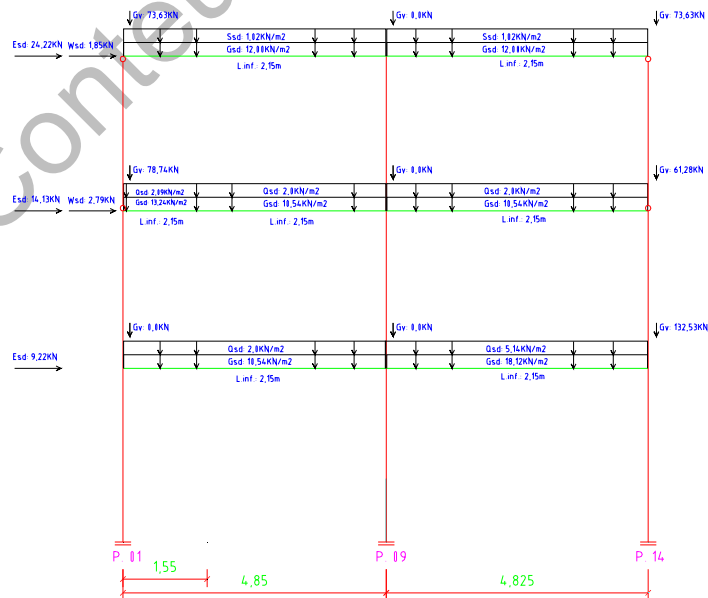 Gv: 73,63KN
Gv: 0,0KN
Gv: 73,63KN
Esd: 24,22KN
Wsd: 1,85KN
Ssd: 1,02KN/m2
Ssd: 1,02KN/m2
Gsd: 12,00KN/m2
Gsd: 12,00KN/m2
L.inf.: 2,15m
L.inf.: 2,15m
Gv: 78,74KN
Gv: 0,0KN
Gv: 61,28KN
Esd: 14,13KN
Wsd: 2,79KN
Qsd: 2,09KN/m2
Qsd: 2,0KN/m2
Qsd: 2,0KN/m2
Gsd: 13,24KN/m2
Gsd: 10,54KN/m2
Gsd: 10,54KN/m2
L.inf.: 2,15m
L.inf.: 2,15m
L.inf.: 2,15m
Gv: 0,0KN
Gv: 0,0KN
Gv: 132,53KN
Esd: 9,22KN
Qsd: 2,0KN/m2
Qsd: 5,14KN/m2
Gsd: 10,54KN/m2
Gsd: 18,12KN/m2
L.inf.: 2,15m
L.inf.: 2,15m
P 01
P 09
P 14
1,55
4,85
4,825
Conte